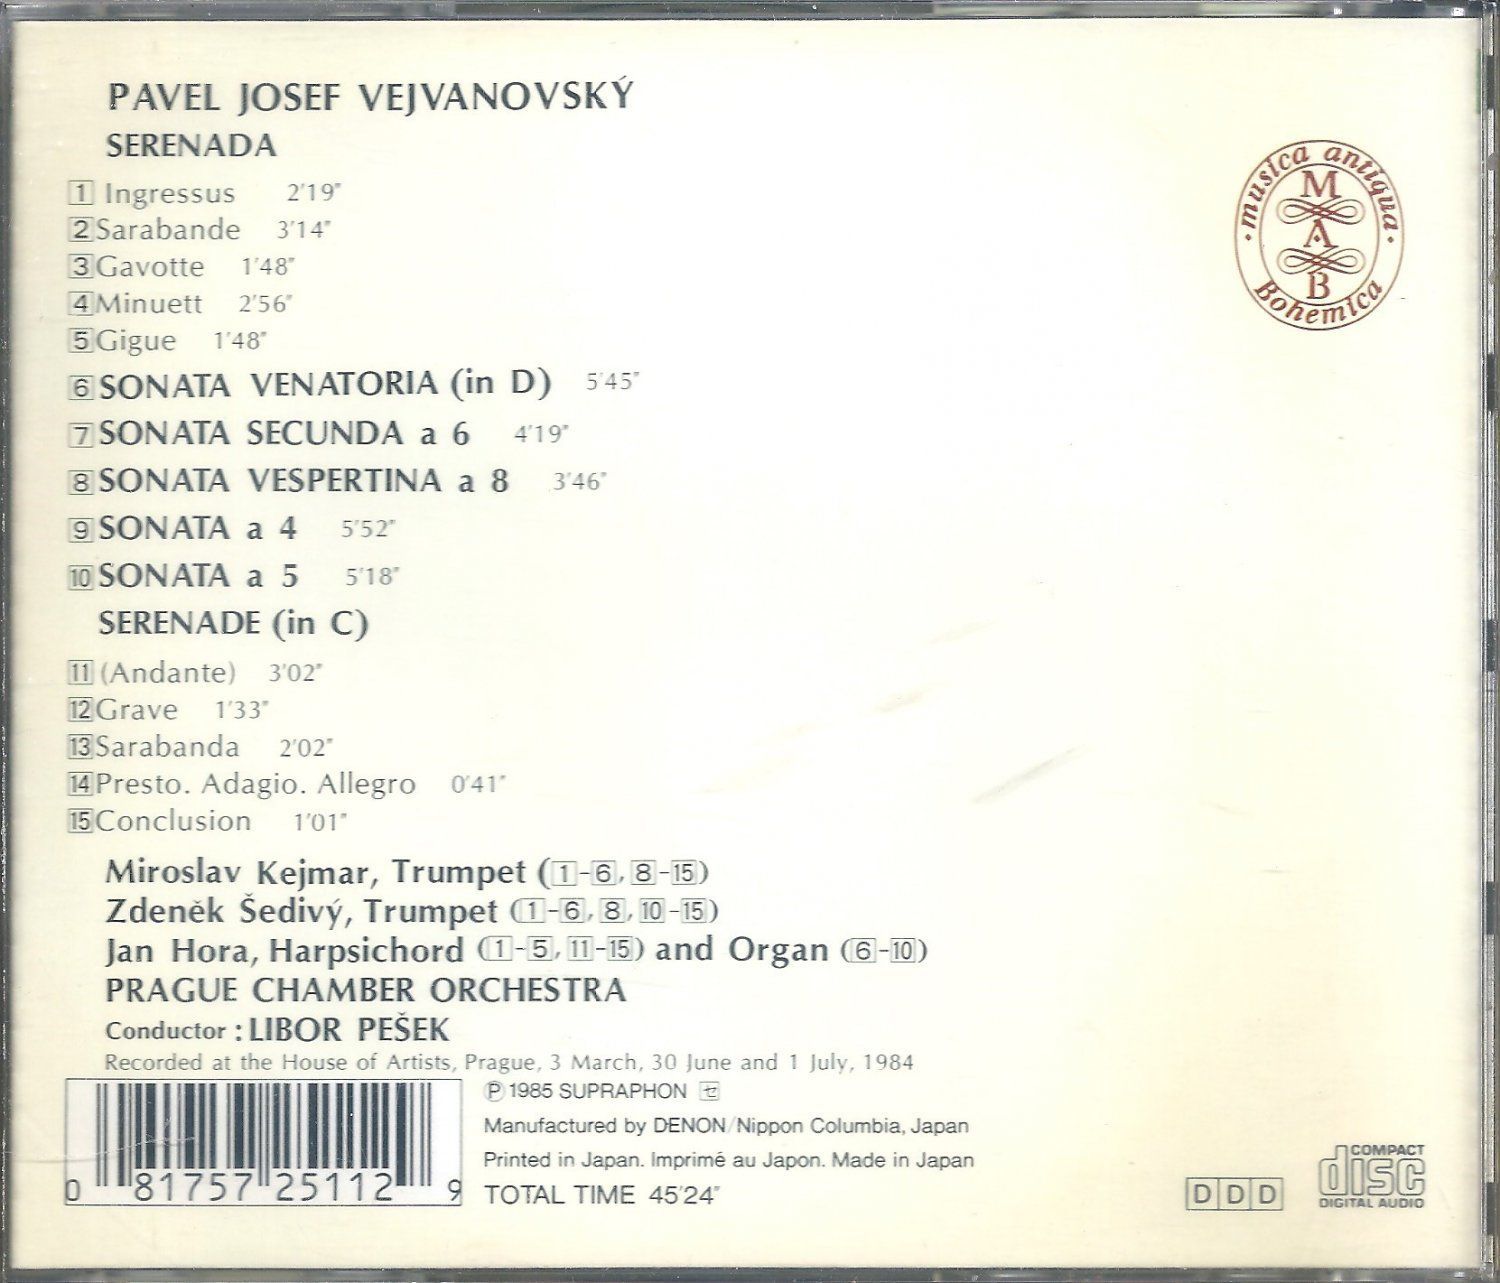 PAVEL JOSEF VEJVANOVSKÝ
SERENADA
1 Ingressus 2'19"
2 Sarabande 3'14"
3 Gavotte 1'48"
4 Minuett 2'56"
5 Gigue 1'48"
6 SONATA VENATORIA (in D) 5'45"
7 SONATA SECUNDA a 6 4'19"
8 SONATA VESPERTINA a 8 3'46"
9 SONATA a 4 5'52"
10 SONATA a 5 5'18"
SERENADE (in C)
11 (Andante) 3'02"
12 Grave 1'33"
13 Sarabanda 2'02"
14 Presto. Adagio. Allegro 0'41"
15 Conclusion 1'01"
Miroslav Kejmar, Trumpet (1-6, 8-15)
Zdeněk Šedivý, Trumpet (1-6, 8, 10-15)
Jan Hora, Harpsichord (1-5, 11-15) and Organ (6-10)
PRAGUE CHAMBER ORCHESTRA
Conductor : LIBOR PEŠEK
Recorded at the House of Artists, Prague, 3 March, 30 June and 1 July, 1984
Ⓟ 1985 SUPRAPHON セ
Manufactured by DENON/Nippon Columbia, Japan
Printed in Japan. Imprimé au Japon. Made in Japan
TOTAL TIME 45'24"
0 81757 25112 9
•musica antiqua•
M
A
B
Bohemica
DDD
COMPACT
disc
DIGITAL AUDIO